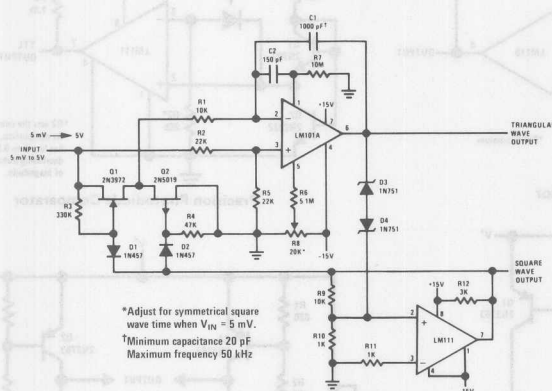 C1
1000 pF†
C2
150 pF
R7
10M
R1
10K
+15V
1
7
2
LM101A
6
TRIANGULAR
WAVE
OUTPUT
5 mV → 5V
R2
22K
INPUT
5 mV to 5V
3
4
5
Q1
2N3972
Q2
2N5019
D3
1N751
R3
330K
R4
47K
R5
22K
R6
5.1M
D4
1N751
R8
20K*
-15V
D1
1N457
D2
1N457
SQUARE
WAVE
OUTPUT
R9
10K
+15V
R12
3K
*Adjust for symmetrical square
wave time when VIN = 5 mV.
†Minimum capacitance 20 pF
Maximum frequency 50 kHz
2
8
LM111
7
R10
1K
R11
1K
3
4
1